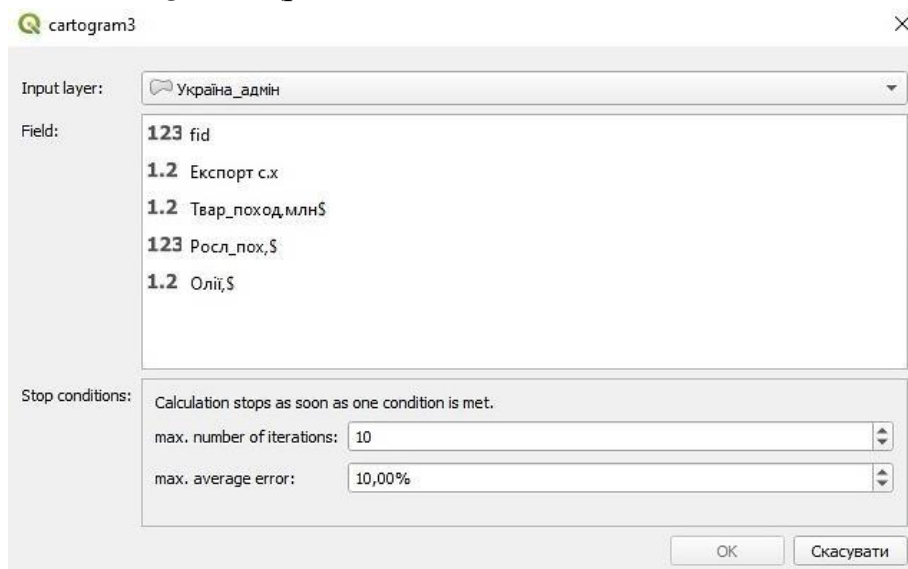 cartogram3
Input layer: Україна_адмін
Field: 123 fid
1.2 Експорт с.х
1.2 Твар_поход,млн$
123 Росл_пох,$
1.2 Олії,$
Stop conditions: Calculation stops as soon as one condition is met.
max. number of iterations: 10
max. average error: 10,00%
OK Скасувати